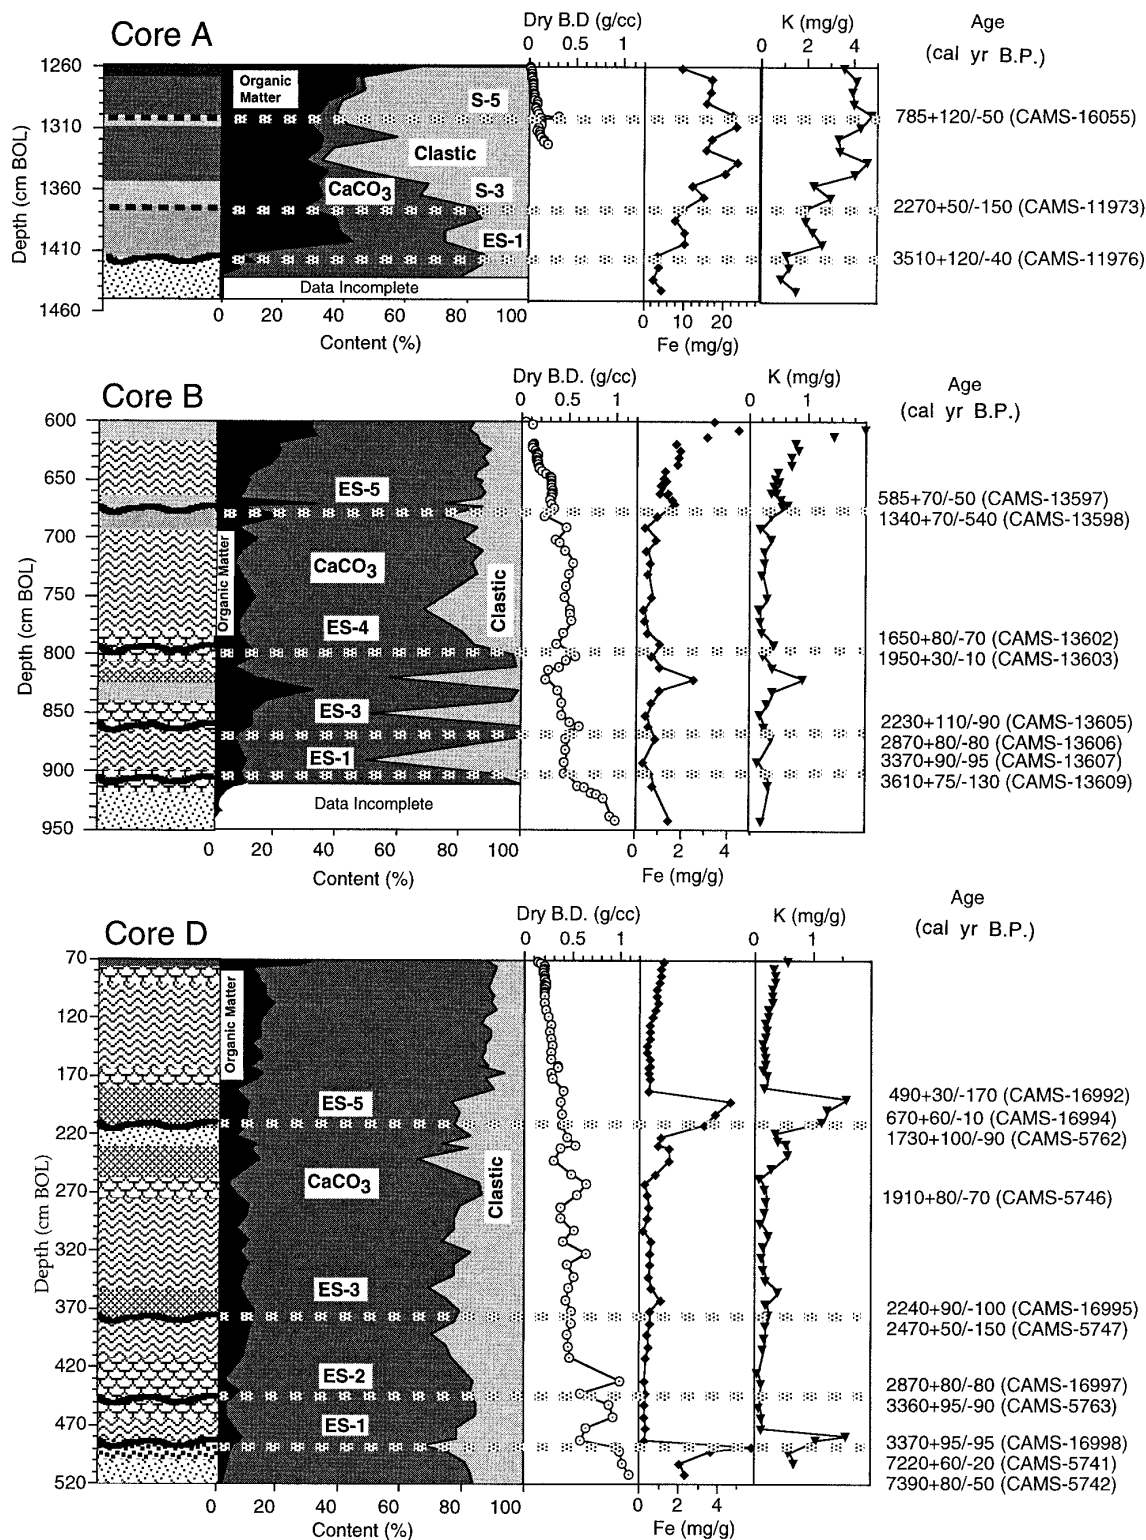 Core A
Dry B.D (g/cc)
0 0.5 1
K (mg/g)
0 2 4
Age
(cal yr B.P.)
Depth (cm BOL)
1260
1310
1360
1410
1460
Organic
Matter
S-5
Clastic
CaCO3
S-3
ES-1
Data Incomplete
785+120/-50 (CAMS-16055)
2270+50/-150 (CAMS-11973)
3510+120/-40 (CAMS-11976)
0 20 40 60 80 100
Content (%)
0 10 20
Fe (mg/g)
Core B
Dry B.D. (g/cc)
0 0.5 1
K (mg/g)
0 1
Age
(cal yr B.P.)
Depth (cm BOL)
600
650
700
750
800
850
900
950
ES-5
Organic Matter
CaCO3
Clastic
ES-4
ES-3
ES-1
Data Incomplete
585+70/-50 (CAMS-13597)
1340+70/-540 (CAMS-13598)
1650+80/-70 (CAMS-13602)
1950+30/-10 (CAMS-13603)
2230+110/-90 (CAMS-13605)
2870+80/-80 (CAMS-13606)
3370+90/-95 (CAMS-13607)
3610+75/-130 (CAMS-13609)
0 20 40 60 80 100
Content (%)
0 2 4
Fe (mg/g)
Core D
Dry B.D. (g/cc)
0 0.5 1
K (mg/g)
0 1
Age
(cal yr B.P.)
Depth (cm BOL)
70
120
170
220
270
320
370
420
470
520
Organic Matter
ES-5
CaCO3
Clastic
ES-3
ES-2
ES-1
490+30/-170 (CAMS-16992)
670+60/-10 (CAMS-16994)
1730+100/-90 (CAMS-5762)
1910+80/-70 (CAMS-5746)
2240+90/-100 (CAMS-16995)
2470+50/-150 (CAMS-5747)
2870+80/-80 (CAMS-16997)
3360+95/-90 (CAMS-5763)
3370+95/-95 (CAMS-16998)
7220+60/-20 (CAMS-5741)
7390+80/-50 (CAMS-5742)
0 20 40 60 80 100
Content (%)
0 2 4
Fe (mg/g)